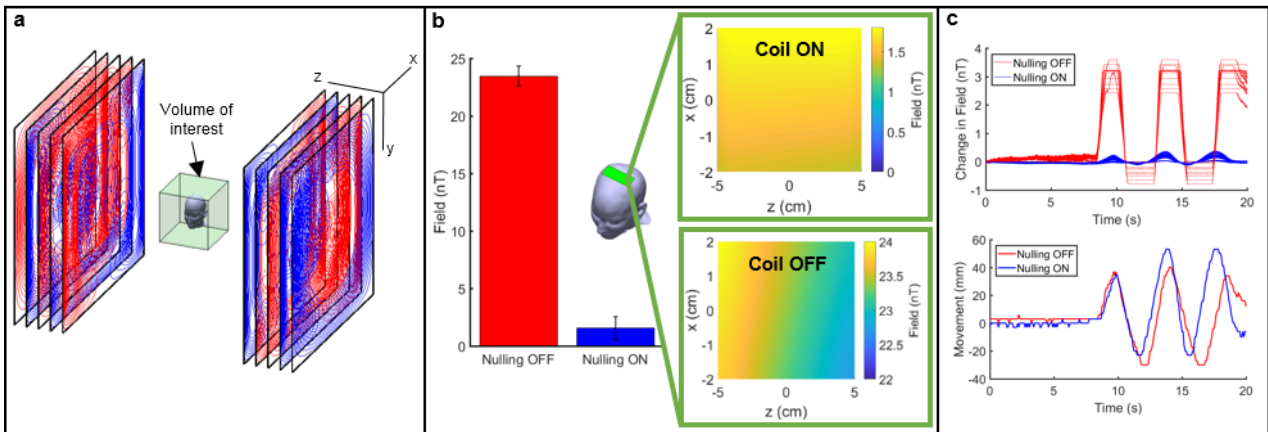 a
x
z
Volume of
interest
y
b
25
20
15
10
5
0
Field (nT)
Nulling OFF
Nulling ON
Coil ON
2
1
0
-1
-2
x (cm)
-5
0
5
z (cm)
1.5
1
0.5
0
Field (nT)
Coil OFF
2
1
0
-1
-2
x (cm)
-5
0
5
z (cm)
24
23.5
23
22.5
22
Field (nT)
c
4
3
2
1
0
-1
Change in Field (nT)
Nulling OFF
Nulling ON
0
5
10
15
20
Time (s)
60
40
20
0
-20
-40
Movement (mm)
Nulling OFF
Nulling ON
0
5
10
15
20
Time (s)